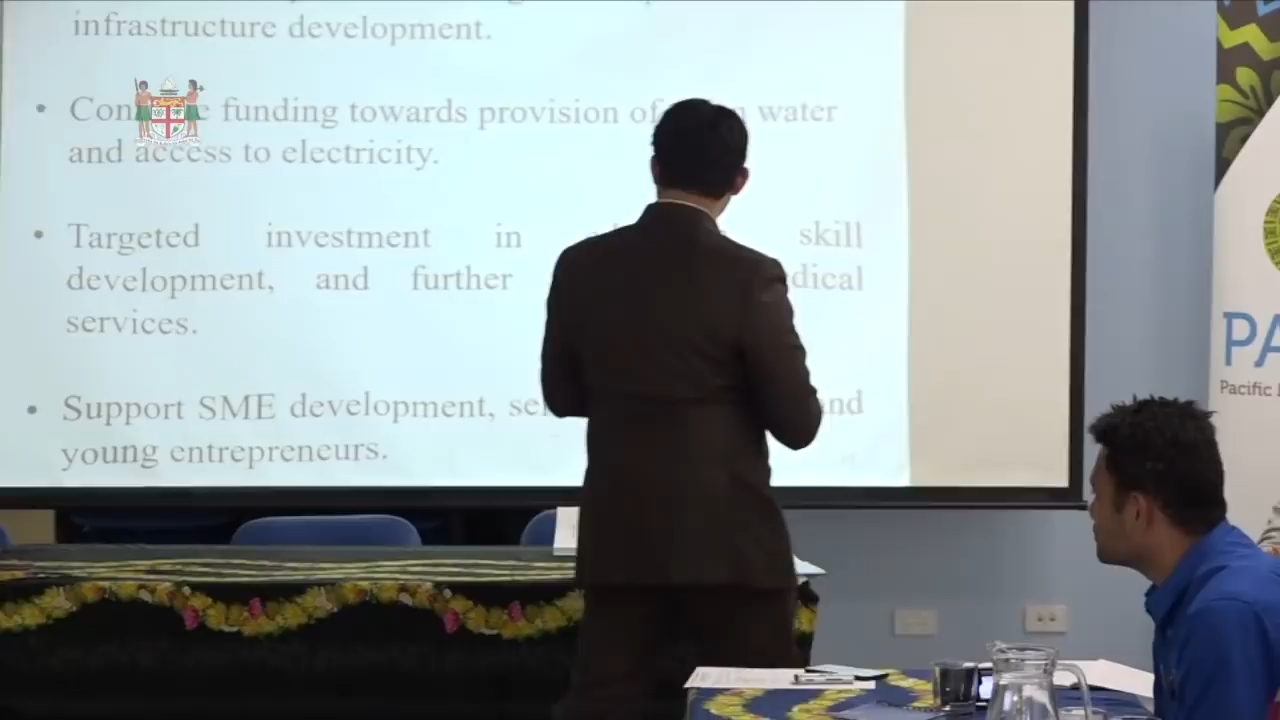 infrastructure development.
• funding towards provision of water
and access to electricity.
• Targeted investment in skill
development, and further
services.
• Support SME development, and
young entrepreneurs.
PA
Pacific